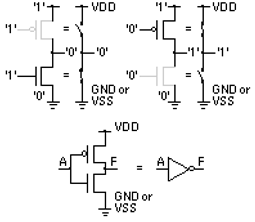 '1' VDD
'1' =
'0' '0'
'1' =
'0' GND or
VSS
'1' VDD
'0' =
'1' '1'
'0' =
'0' GND or
VSS
VDD
A F = A F
GND or
VSS